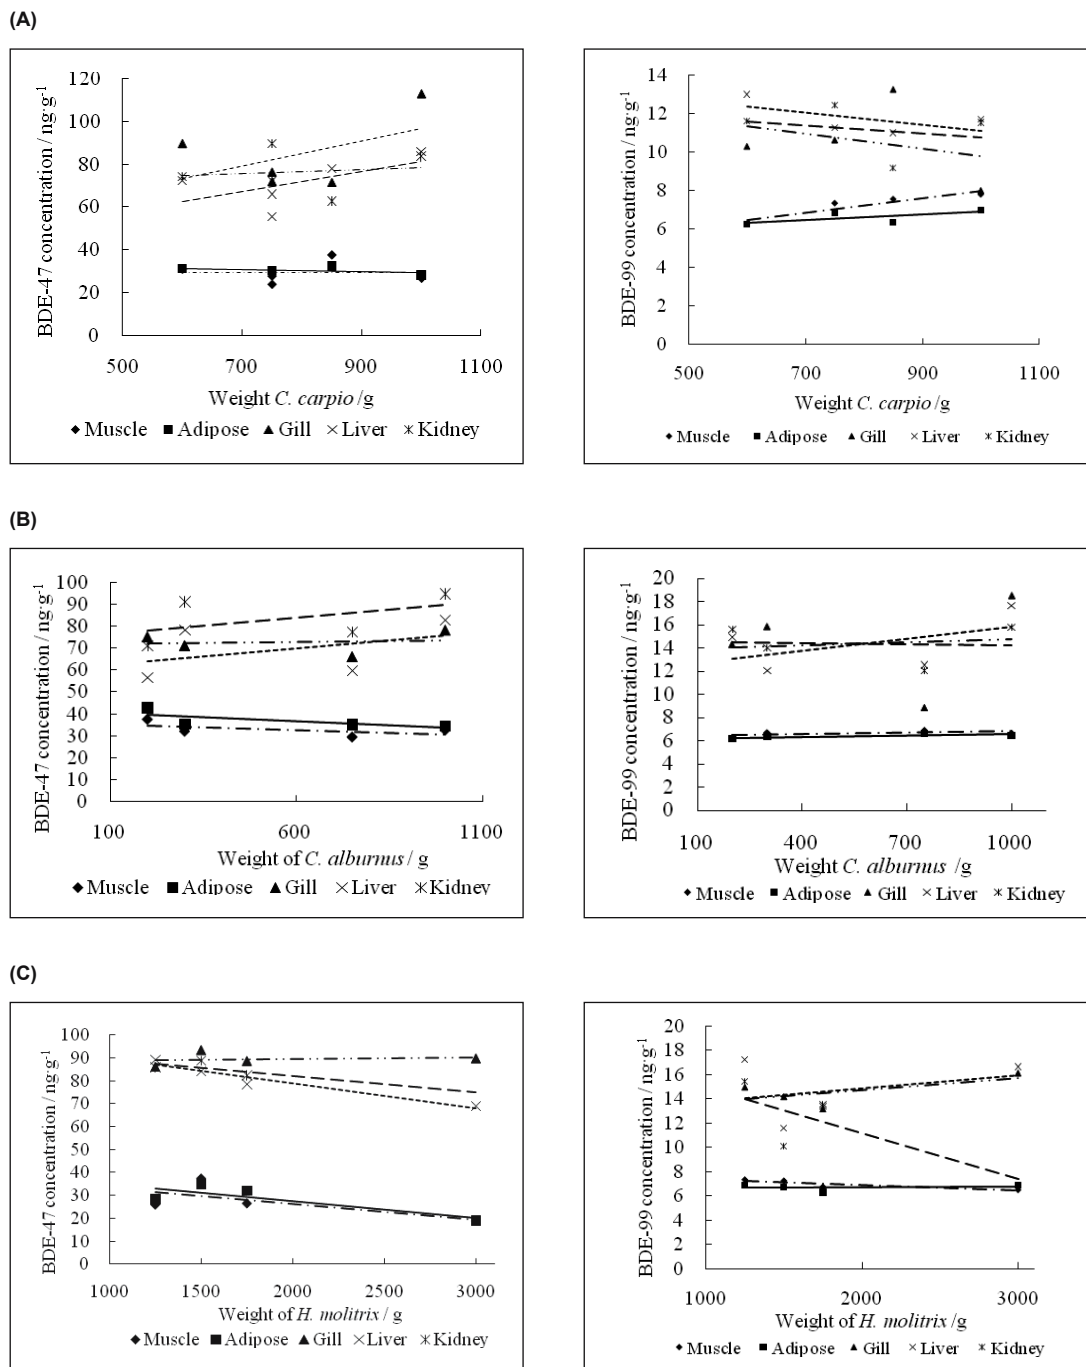 (A)
BDE-47 concentration / ng·g-1
120
100
80
60
40
20
0
500 700 900 1100
Weight C. carpio /g
Muscle Adipose Gill Liver Kidney
BDE-99 concentration / ng·g-1
14
12
10
8
6
4
2
0
500 700 900 1100
Weight C. carpio /g
Muscle Adipose Gill Liver Kidney
(B)
BDE-47 concentration / ng·g-1
100
90
80
70
60
50
40
30
20
10
0
100 600 1100
Weight of C. alburnus / g
Muscle Adipose Gill Liver Kidney
BDE-99 concentration / ng·g-1
20
18
16
14
12
10
8
6
4
2
0
100 400 700 1000
Weight C. alburnus /g
Muscle Adipose Gill Liver Kidney
(C)
BDE-47 concentration / ng·g-1
100
90
80
70
60
50
40
30
20
10
0
1000 1500 2000 2500 3000
Weight of H. molitrix / g
Muscle Adipose Gill Liver Kidney
BDE-99 concentration / ng·g-1
20
18
16
14
12
10
8
6
4
2
0
1000 2000 3000
Weight of H. molitrix / g
Muscle Adipose Gill Liver Kidney